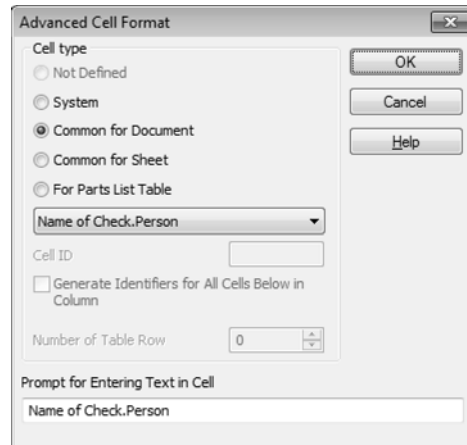 Advanced Cell Format
Cell type
Not Defined
System
Common for Document
Common for Sheet
For Parts List Table
Name of Check.Person
Cell ID
Generate Identifiers for All Cells Below in
Column
Number of Table Row 0
Prompt for Entering Text in Cell
Name of Check.Person
OK
Cancel
Help